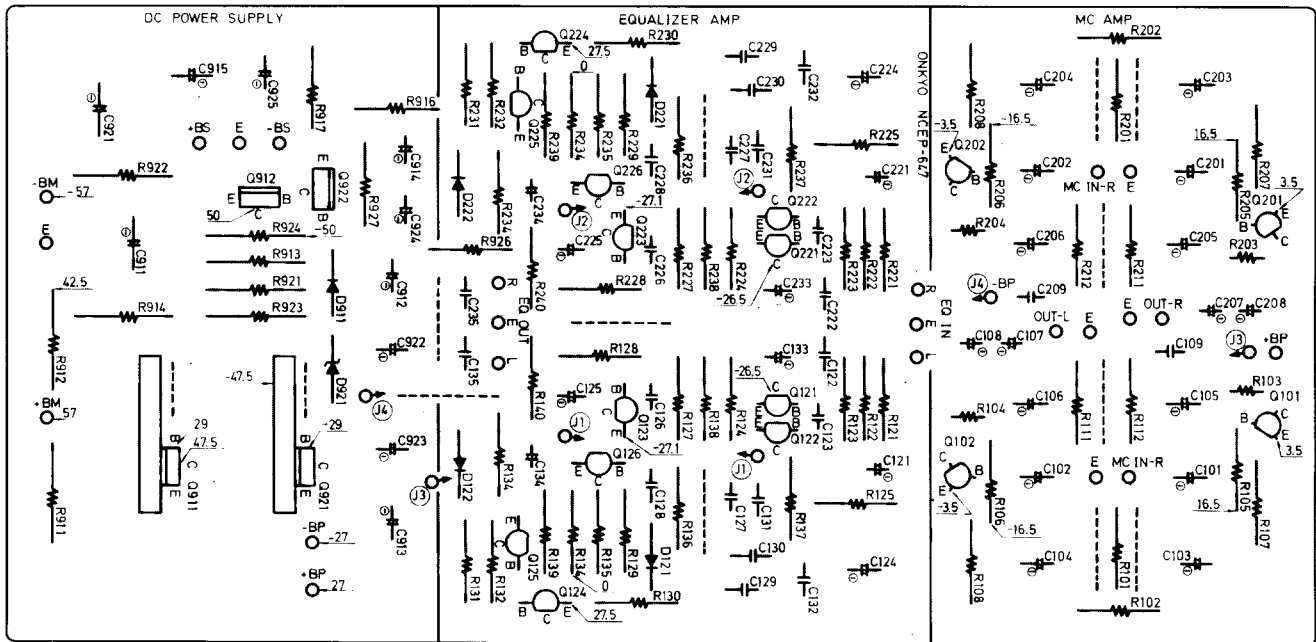 DC POWER SUPPLY
C915
C925
C921
R917
R916
+BS
E
-BS
R922
-BM
-57
E
Q912
E
B
C
50
E
Q922
C
B
-50
R927
C914
C924
C911
R924
R913
R921
R923
R914
42.5
D911
C912
C922
D921
R912
+BM
57
-47.5
J4
29
47.5
B
C
E
Q911
-29
B
C
E
Q921
C923
C913
R911
-BP
-27
+BP
27
J3
EQUALIZER AMP
Q224
B
C
E
27.5
0
R230
C229
C230
C232
C224
R231
R232
B
C
E
Q225
R239
R234
R235
R229
D221
R236
C227
C231
R237
R225
C221
D222
R234
C234
Q226
E
B
C
C228
J2
-27.1
J2
Q222
E
C
B
Q223
C225
R926
C226
R227
R238
R224
E
B
Q221
C
-26.5
C223
R223
R222
R221
C235
R
E
L
EQ OUT
R240
R228
C233
C222
R
E
L
EQ IN
C135
R128
C133
C122
R140
C125
C126
-26.5
C
Q121
E
B
Q122
C
C123
R127
R138
R124
R123
R122
R121
B
C
E
Q123
J1
-27.1
Q126
E
B
C
J1
D122
R134
C134
C128
R136
C127
C131
R137
C121
R125
R131
R132
E
C
B
Q125
R139
R134
R135
R129
D121
C130
C129
C132
C124
Q124
B
C
E
0
27.5
R130
MC AMP
R202
ONKYO NCEP-647
R208
C204
R201
C203
-3.5
-16.5
E
Q202
B
C
R206
C202
MC IN-R
E
C201
16.5
R205
R207
3.5
Q201
E
B
C
R204
C206
R212
R211
C205
R203
J4
-BP
C209
E
OUT-R
OUT-L
E
C207
C208
C108
C107
C109
J3
+BP
R103
Q101
C
B
E
3.5
R104
C106
R111
R112
C105
Q102
C
B
E
-3.5
C102
E
MC IN-R
C101
R106
-16.5
16.5
R105
R107
R108
C104
R101
C103
R102